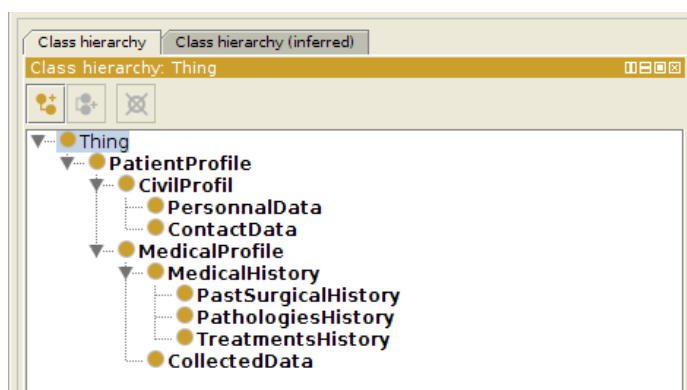 Class hierarchy Class hierarchy (inferred)
Class hierarchy: Thing
Thing
PatientProfile
CivilProfil
PersonnalData
ContactData
MedicalProfile
MedicalHistory
PastSurgicalHistory
PathologiesHistory
TreatmentsHistory
CollectedData